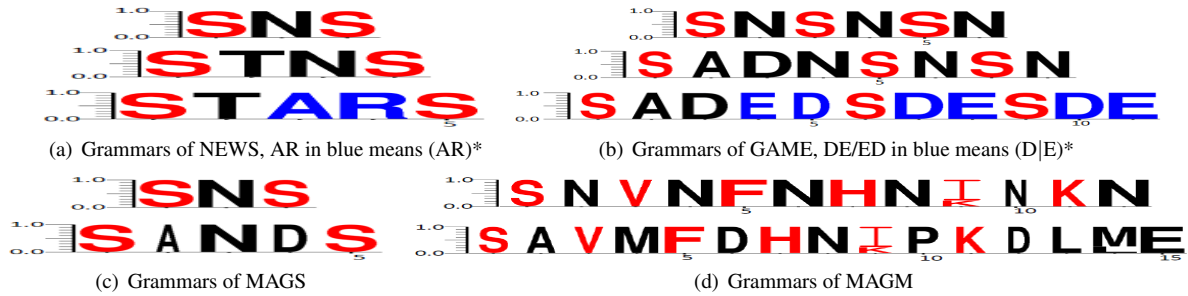 1.0
SNS
0.0
1.0
STNS
0.0
1.0
STARS
0.0
5
(a) Grammars of NEWS, AR in blue means (AR)*
1.0
SNSNSN
0.0
5
1.0
SADNSNSN
0.0
5
1.0
SADEDSDESDE
0.0
5 10
(b) Grammars of GAME, DE/ED in blue means (D|E)*
1.0
SNS
0.0
1.0
SANDS
0.0
5
(c) Grammars of MAGS
1.0
SNVNFNHNINKN
K
0.0
5 10
1.0
SAVMFDHNIPKDLME
0.0
5 10 15
(d) Grammars of MAGM